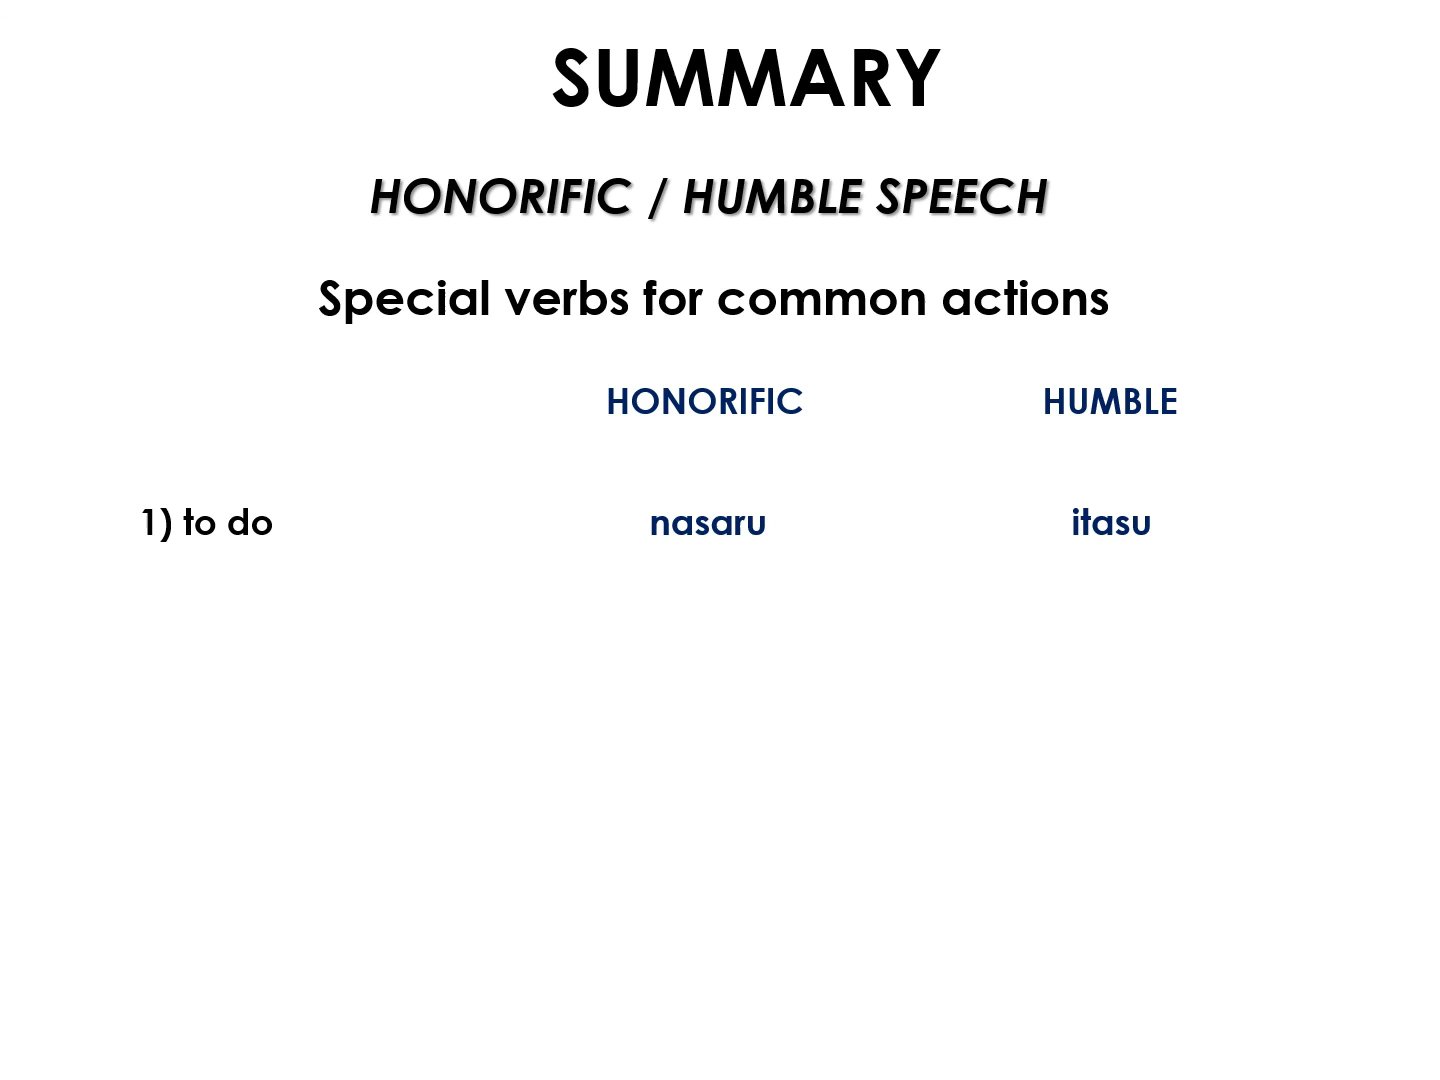 SUMMARY
HONORIFIC / HUMBLE SPEECH
Special verbs for common actions
HONORIFIC HUMBLE
1) to do nasaru itasu